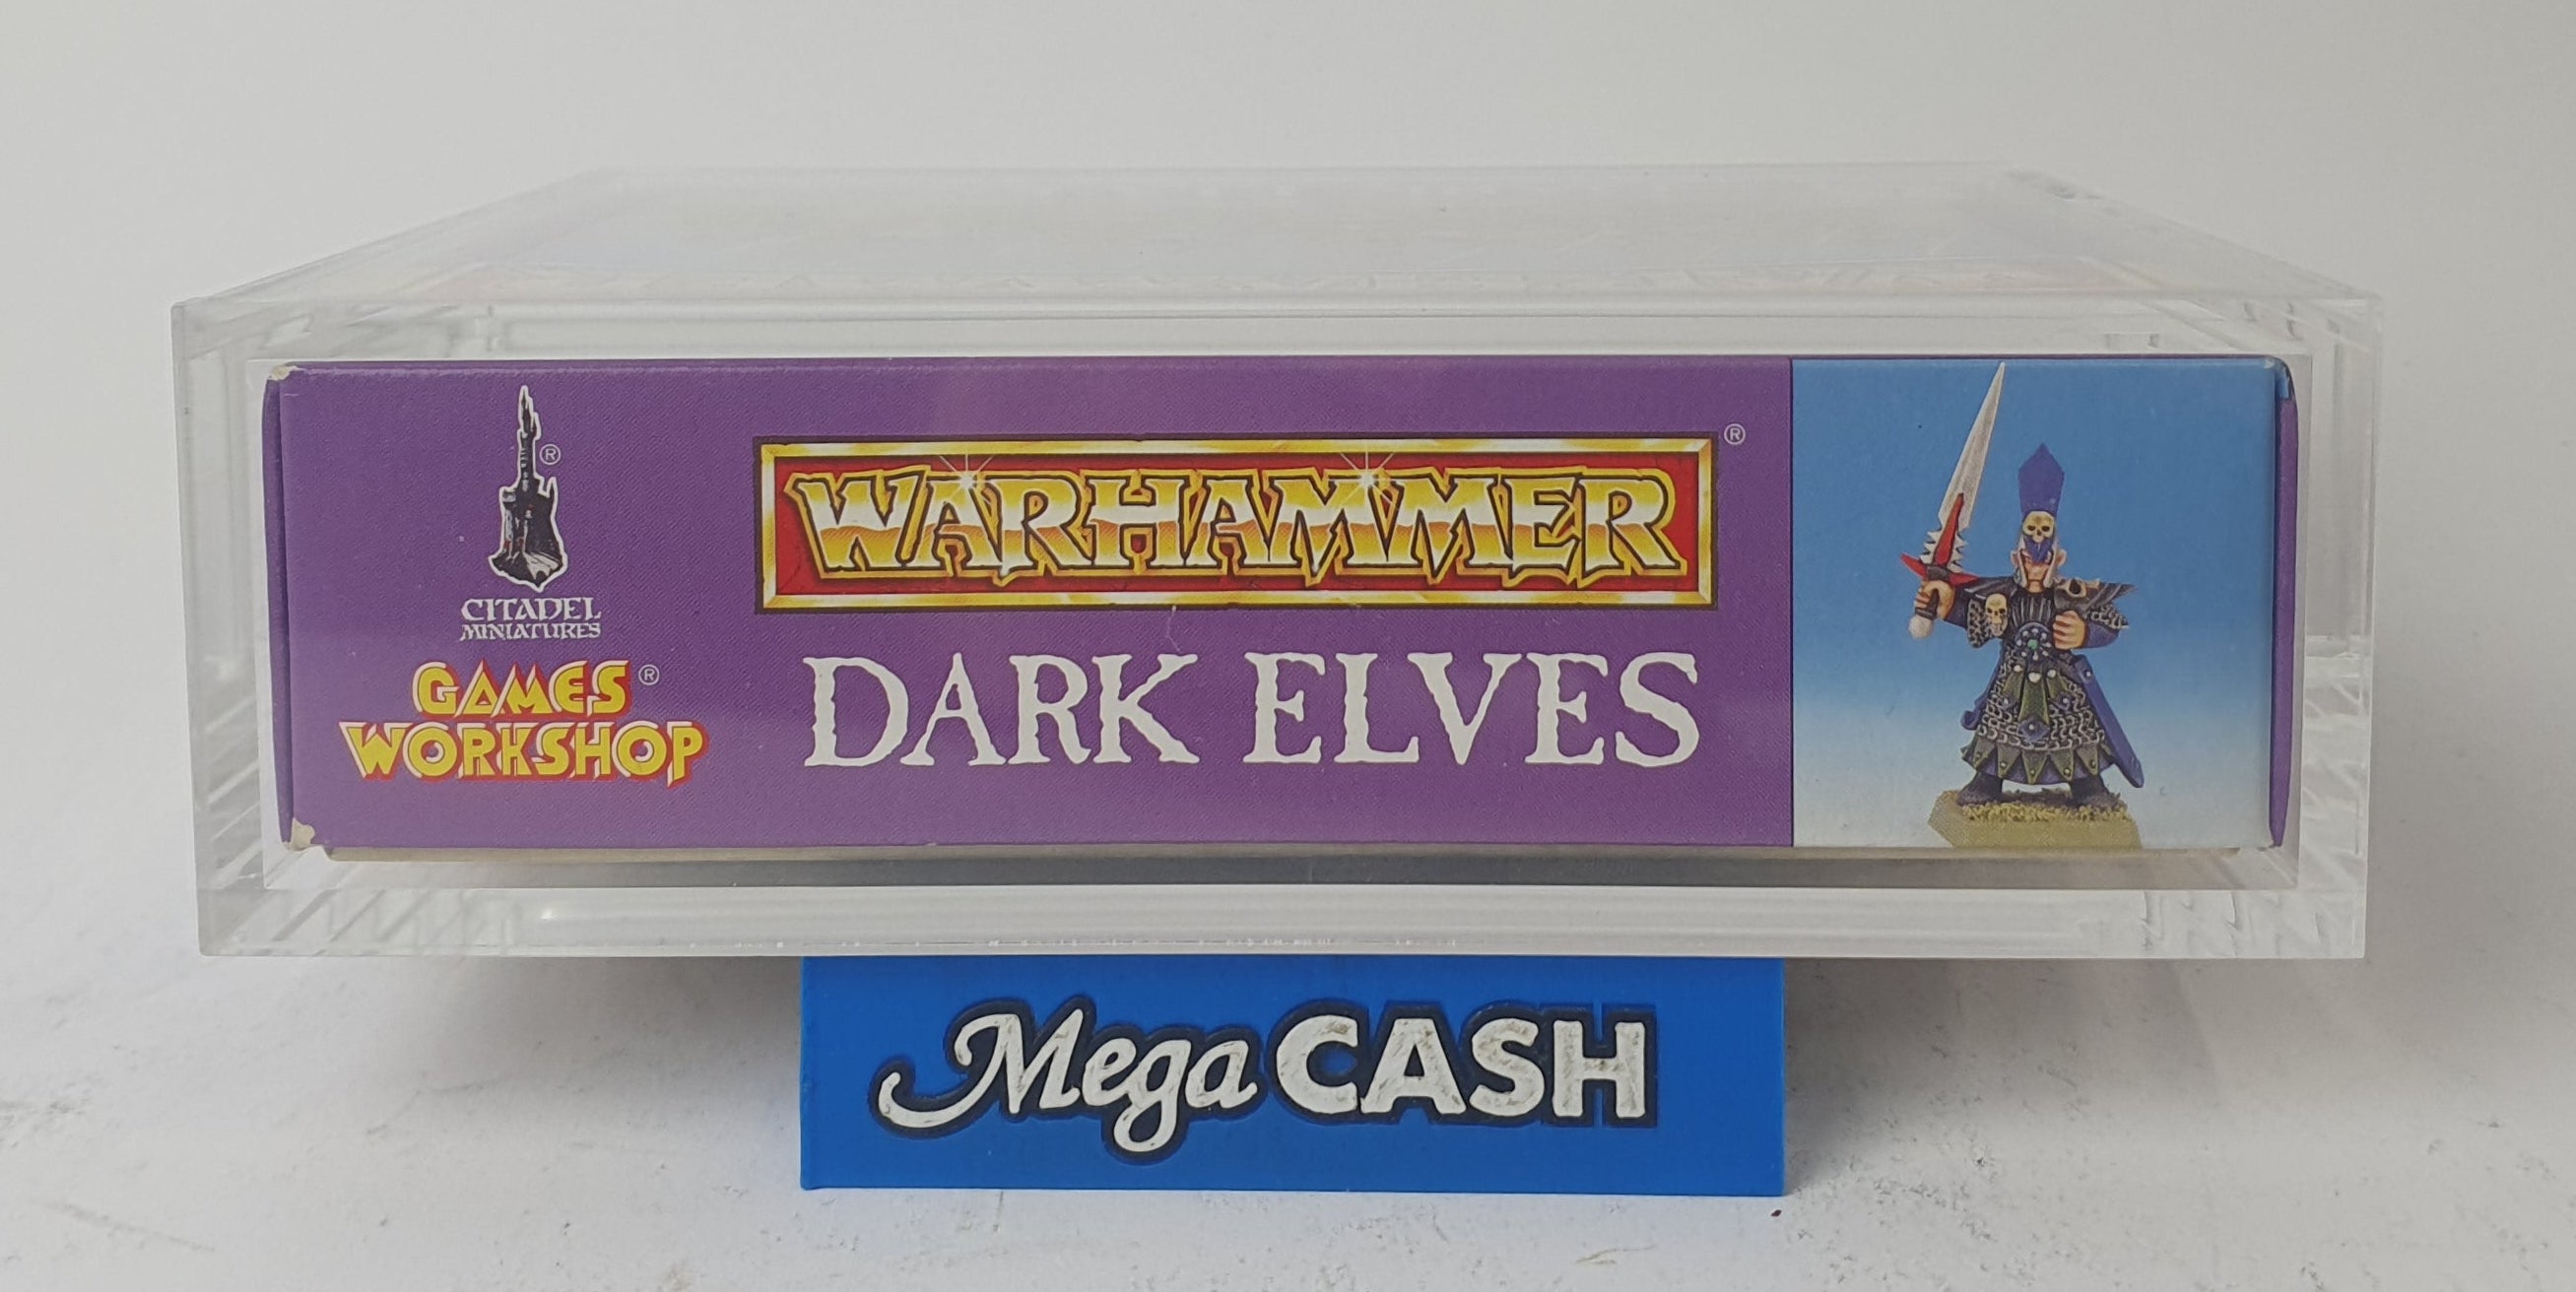 ®
CITADEL
MINIATURES
GAMES ®
WORKSHOP
WARHAMMER ®
DARK ELVES
Mega CASH